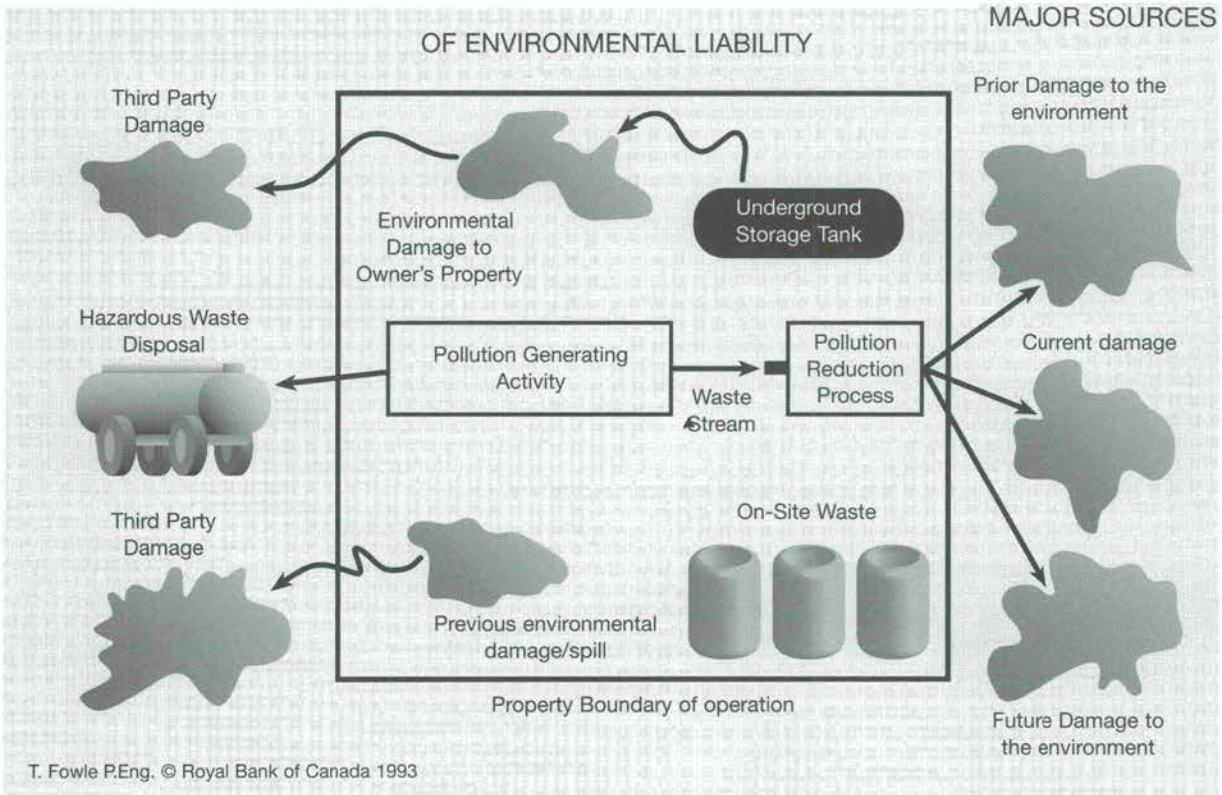 MAJOR SOURCES
OF ENVIRONMENTAL LIABILITY
Third Party
Damage
Environmental
Damage to
Owner's Property
Underground
Storage Tank
Prior Damage to the
environment
Hazardous Waste
Disposal
Pollution Generating
Activity
Waste
Stream
Pollution
Reduction
Process
Current damage
Third Party
Damage
Previous environmental
damage/spill
On-Site Waste
Property Boundary of operation
Future Damage to
the environment
T. Fowle P.Eng. © Royal Bank of Canada 1993